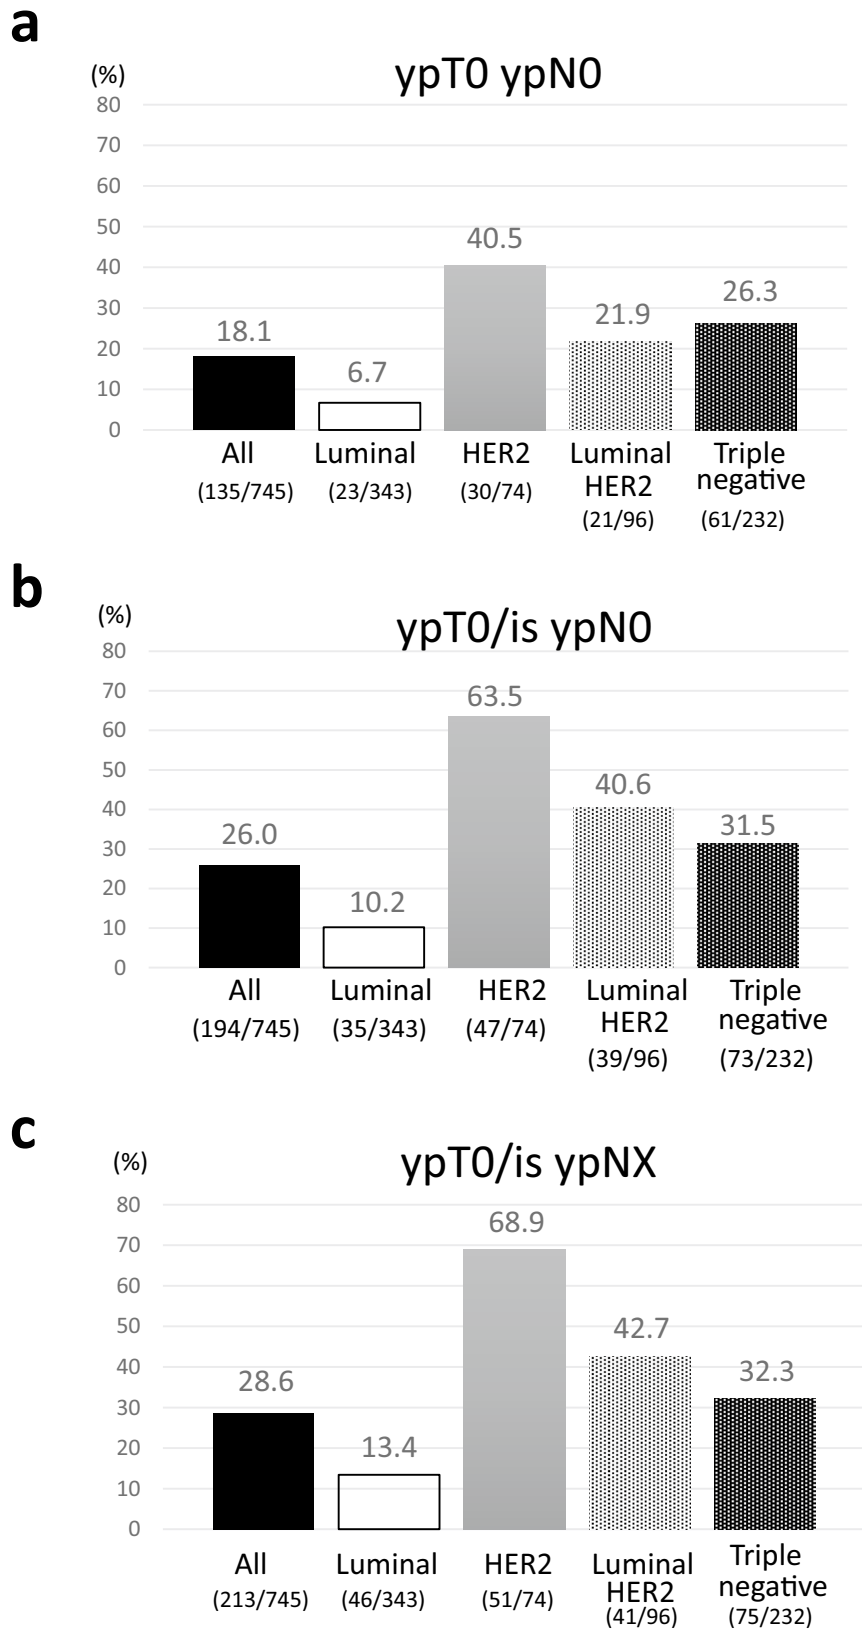 a
(%)
ypT0 ypN0
80
70
60
50
40
30
20
10
0
18.1
6.7
40.5
21.9
26.3
All
(135/745)
Luminal
(23/343)
HER2
(30/74)
Luminal
HER2
(21/96)
Triple
negative
(61/232)
b
(%)
ypT0/is ypN0
80
70
60
50
40
30
20
10
0
26.0
10.2
63.5
40.6
31.5
All
(194/745)
Luminal
(35/343)
HER2
(47/74)
Luminal
HER2
(39/96)
Triple
negative
(73/232)
c
(%)
ypT0/is ypNX
80
70
60
50
40
30
20
10
0
28.6
13.4
68.9
42.7
32.3
All
(213/745)
Luminal
(46/343)
HER2
(51/74)
Luminal
HER2
(41/96)
Triple
negative
(75/232)